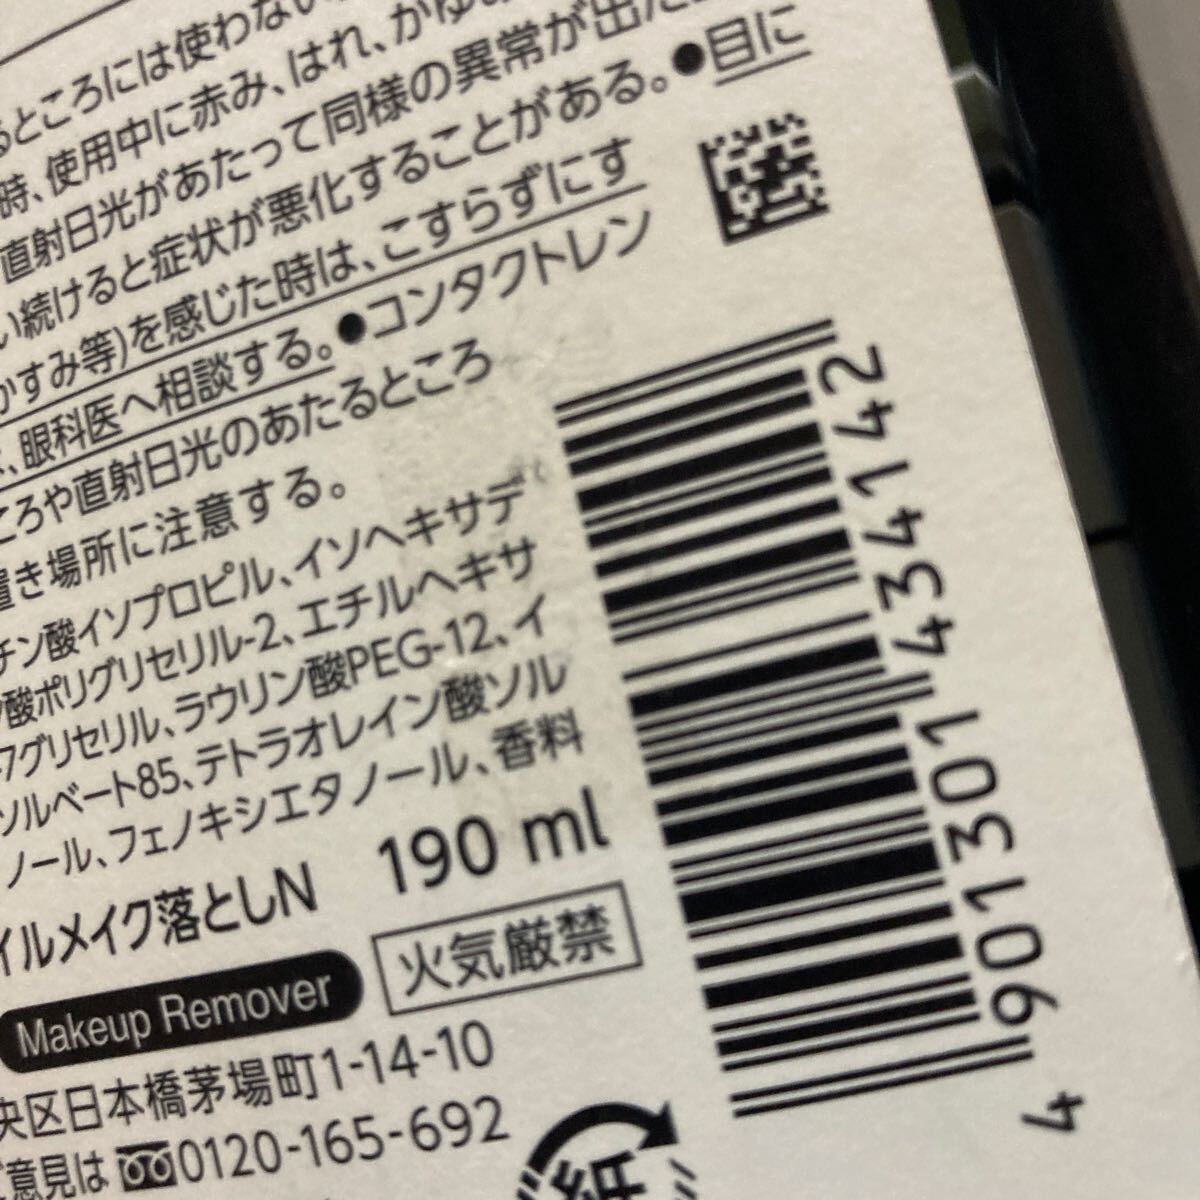 るところには使わない
時、使用中に赤み、はれ、かゆみ
直射日光があたって同様の異常が出た
い続けると症状が悪化することがある。●目に
かすみ等)を感じた時は、こすらずにす
、眼科医へ相談する。●コンタクトレン
ころや直射日光のあたるところ
置き場所に注意する。
チン酸イソプロピル、イソヘキサデ
酸ポリグリセリル-2、エチルヘキサ
グリセリル、ラウリン酸PEG-12、イ
ソルベート85、テトラオレイン酸ソル
ノール、フェノキシエタノール、香料
イルメイク落としN 190 ml
Makeup Remover 火気厳禁
央区日本橋茅場町1-14-10
ご意見は 0120-165-692
紙
4 901301 434142